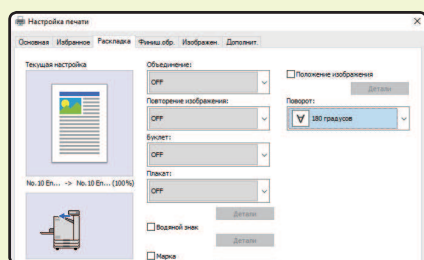 Настройка печати
Основная Избранное Раскладка Финиш.обр. Изображен. Дополнит.
Текущая настройка
No. 10 En... -> No. 10 En... (100%)
Объединение:
OFF
Повторение изображения:
OFF
Буклет:
OFF
Плакат:
OFF
Детали
Водяной знак
Детали
Марка
Положение изображения
Детали
Поворот:
180 градусов